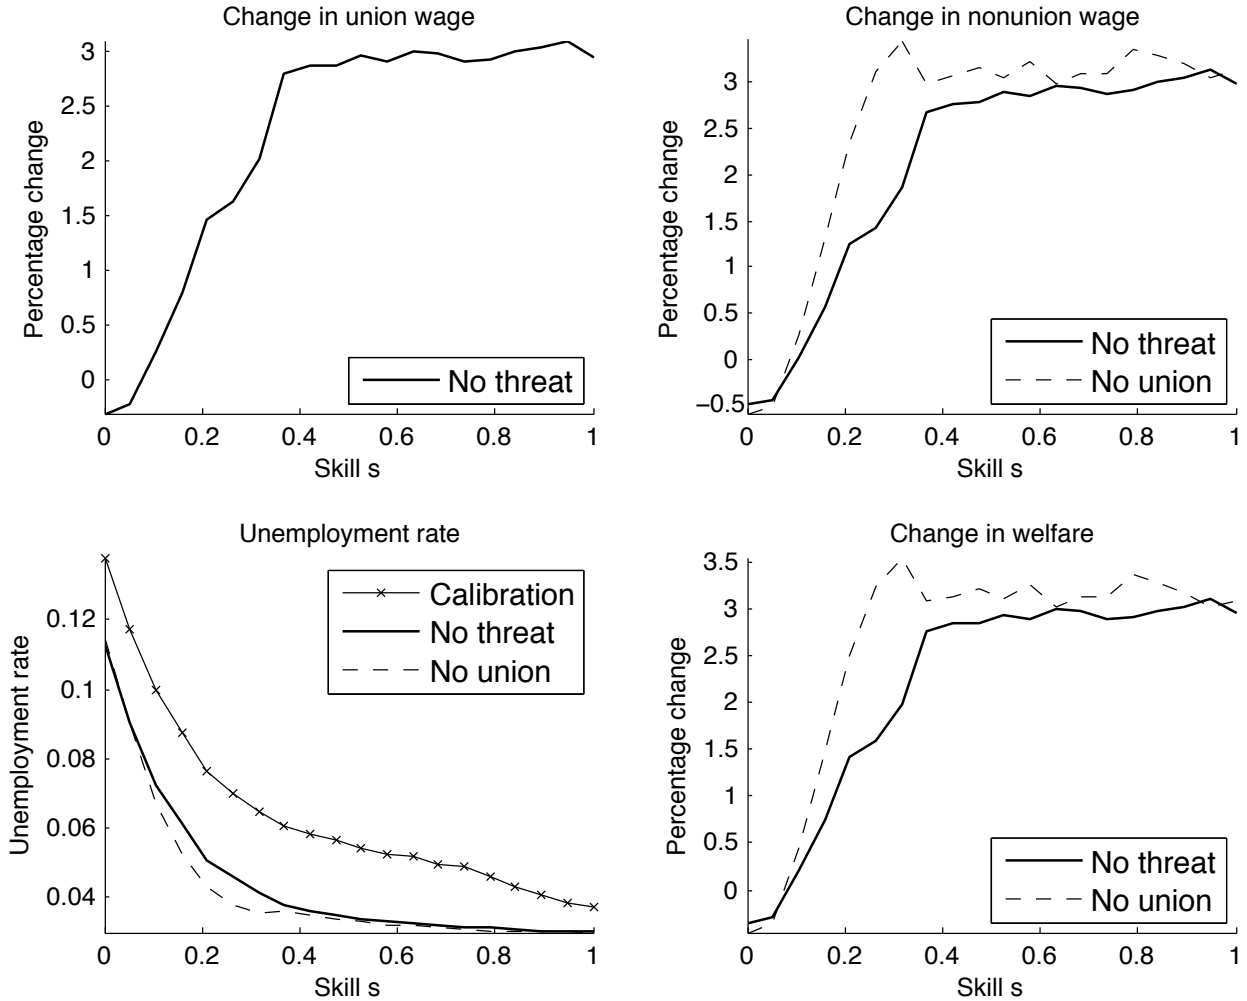 Change in union wage
Percentage change
3
2.5
2
1.5
1
0.5
0
No threat
0 0.2 0.4 0.6 0.8 1
Skill s
Change in nonunion wage
Percentage change
3
2.5
2
1.5
1
0.5
0
−0.5
No threat
No union
0 0.2 0.4 0.6 0.8 1
Skill s
Unemployment rate
Unemployment rate
0.12
0.1
0.08
0.06
0.04
Calibration
No threat
No union
0 0.2 0.4 0.6 0.8 1
Skill s
Change in welfare
Percentage change
3.5
3
2.5
2
1.5
1
0.5
0
No threat
No union
0 0.2 0.4 0.6 0.8 1
Skill s